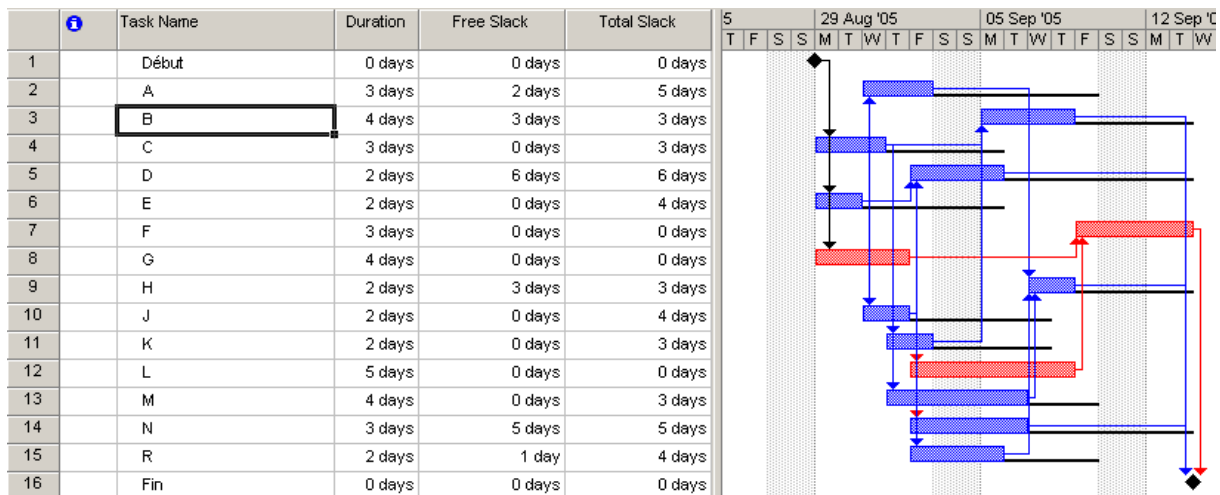 Task Name Duration Free Slack Total Slack 5 29 Aug '05 05 Sep '05 12 Sep '0
T F S S M T W T F S S M T W T F S S M T W
1 Début 0 days 0 days 0 days
2 A 3 days 2 days 5 days
3 B 4 days 3 days 3 days
4 C 3 days 0 days 3 days
5 D 2 days 6 days 6 days
6 E 2 days 0 days 4 days
7 F 3 days 0 days 0 days
8 G 4 days 0 days 0 days
9 H 2 days 3 days 3 days
10 J 2 days 0 days 4 days
11 K 2 days 0 days 3 days
12 L 5 days 0 days 0 days
13 M 4 days 0 days 3 days
14 N 3 days 5 days 5 days
15 R 2 days 1 day 4 days
16 Fin 0 days 0 days 0 days